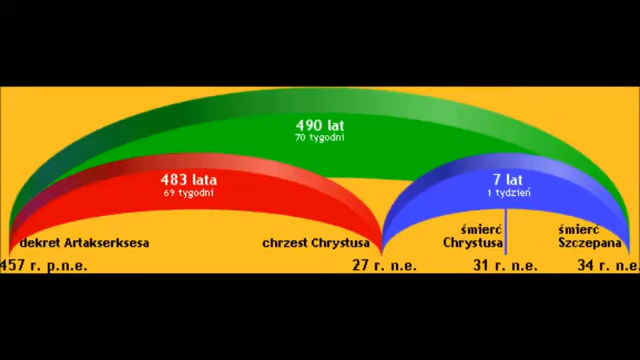 490 lat
70 tygodni
483 lata
69 tygodni
7 lat
1 tydzień
dekret Artakserksesa
chrzest Chrystusa
śmierć
Chrystusa
śmierć
Szczepana
457 r. p.n.e.
27 r. n.e.
31 r. n.e.
34 r. n.e.